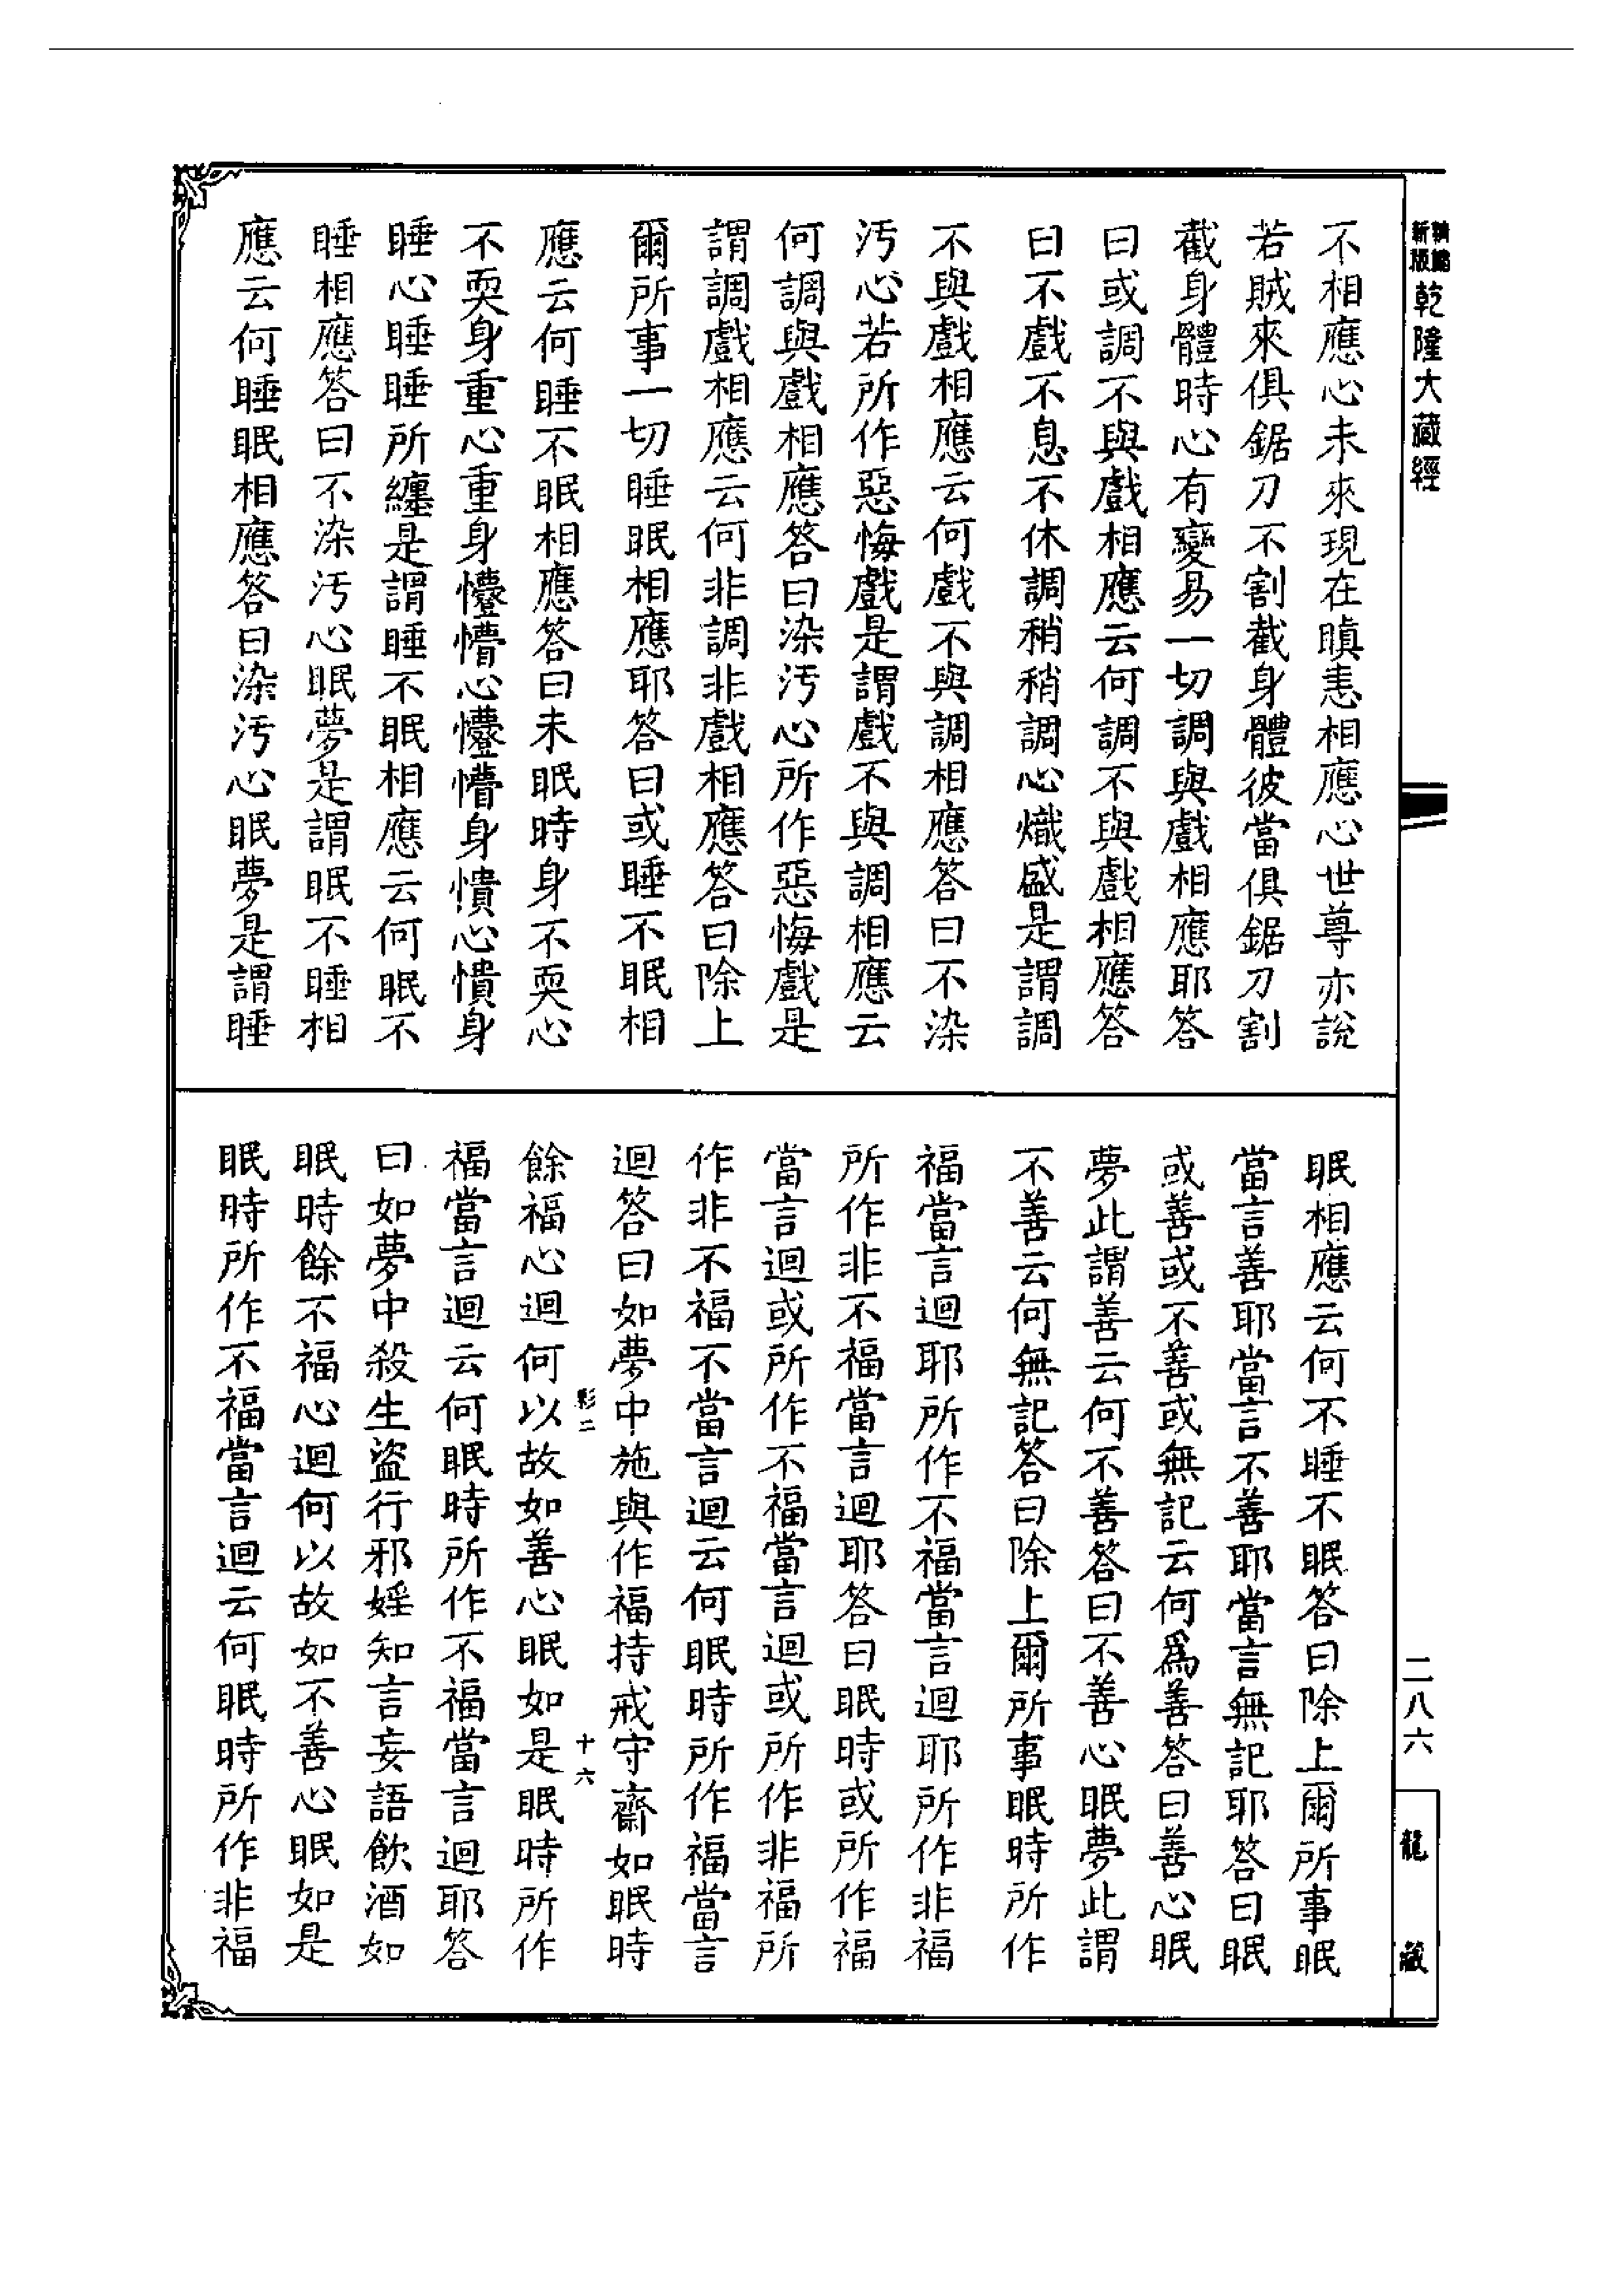 新版 精縮 乾隆大藏經
不相應心未來現在瞋恚相應心世尊亦說
若賊來俱鋸刀不割截身體彼當俱鋸刀割
截身體時心有變易一切調與戲相應耶答
曰或調不與戲相應云何調不與戲相應答
曰不戲不息不休調稍稍調心熾盛是謂調
不與戲相應云何戲不與調相應答曰不染
污心若所作惡悔戲是謂戲不與調相應云
何調與戲相應答曰染污心所作惡悔戲是
謂調戲相應云何非調非戲相應答曰除上
爾所事一切睡眠相應耶答曰或睡不眠相
應云何睡不眠相應答曰未眠時身不耎心
不耎身重心重身懵懵心懵懵身憒心憒身
睡心睡睡所纏是謂睡不眠相應云何眠不
睡相應答曰不染污心眠夢是謂眠不睡相
應云何睡眠相應答曰染污心眠夢是謂睡
眠相應云何不睡不眠答曰除上爾所事眠
當言善耶當言不善耶當言無記耶答曰眠
或善或不善或無記云何為善答曰善心眠
夢此謂善云何不善答曰不善心眠夢此謂
不善云何無記答曰除上爾所事眠時所作
福當言迴耶所作不福當言迴耶所作非福
所作非不福當言迴耶答曰眠時或所作福
當言迴或所作不福當言迴或所作非福所
作非不福不當言迴云何眠時所作福當言
迴答曰如夢中施與作福持戒守齋如眠時
餘福心迴何以故如善心眠如是眠時所作
福當言迴云何眠時所作不福當言迴耶答
曰如夢中殺生盜行邪婬知言妄語飲酒如
眠時餘不福心迴何以故如不善心眠如是
眠時所作不福當言迴云何眠時所作非福
影二
十六
二八六
龍藏